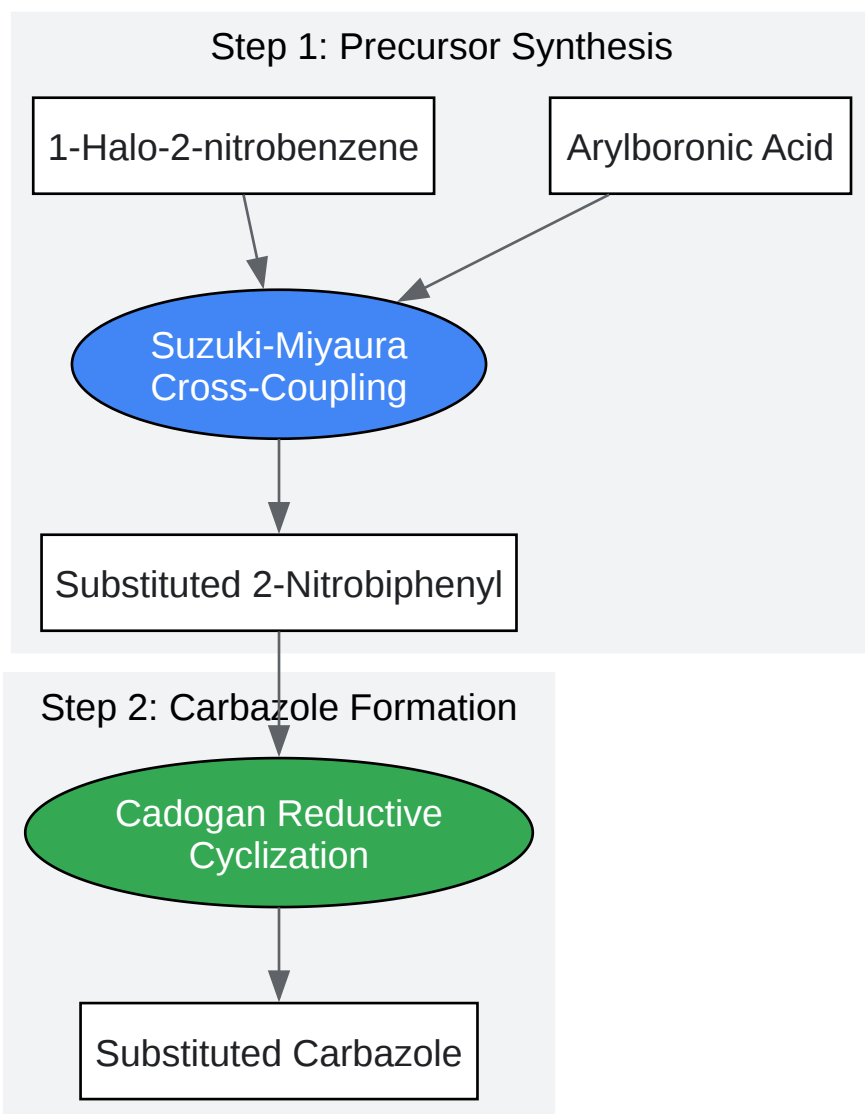 Step 1: Precursor Synthesis
1-Halo-2-nitrobenzene
Arylboronic Acid
Suzuki-Miyaura
Cross-Coupling
Substituted 2-Nitrobiphenyl
Step 2: Carbazole Formation
Cadogan Reductive
Cyclization
Substituted Carbazole